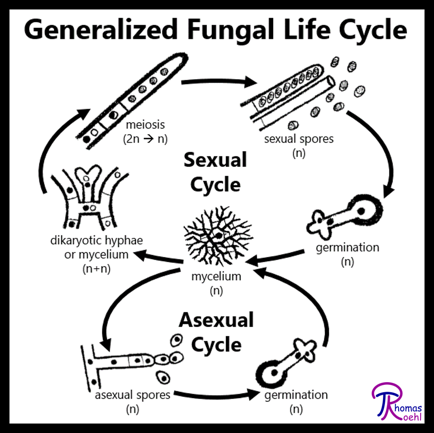 Generalized Fungal Life Cycle
meiosis
(2n → n)
sexual spores
(n)
Sexual
Cycle
dikaryotic hyphae
or mycelium
(n+n)
mycelium
(n)
germination
(n)
Asexual
Cycle
asexual spores
(n)
germination
(n)
Thomas
Roehl